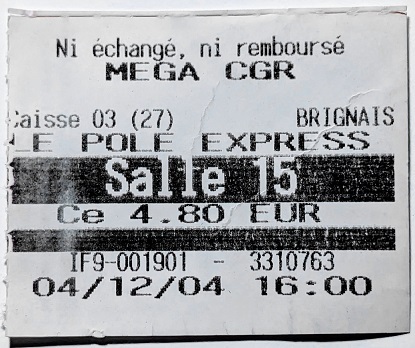 Ni échangé, ni remboursé
MEGA CGR
Caisse 03 (27) BRIGNAIS
LE POLE EXPRESS
Salle 15
Ce 4.80 EUR
IF9-001901 - 3310763
04/12/04 16:00